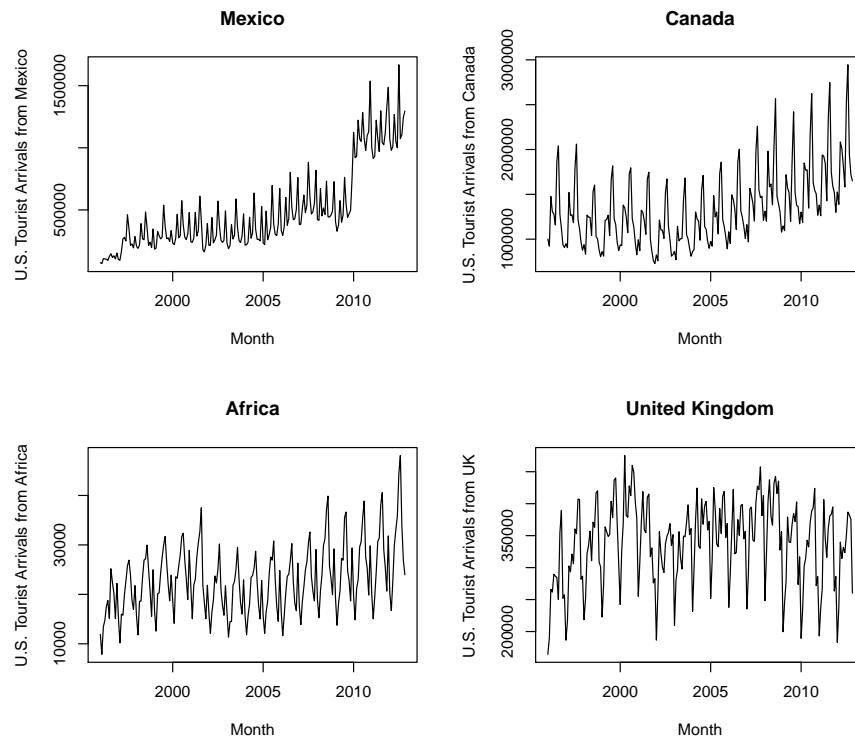 Mexico
U.S. Tourist Arrivals from Mexico
500000
1500000
2000
2005
2010
Month
Canada
U.S. Tourist Arrivals from Canada
1000000
2000000
3000000
2000
2005
2010
Month
Africa
U.S. Tourist Arrivals from Africa
10000
30000
2000
2005
2010
Month
United Kingdom
U.S. Tourist Arrivals from UK
200000
350000
2000
2005
2010
Month